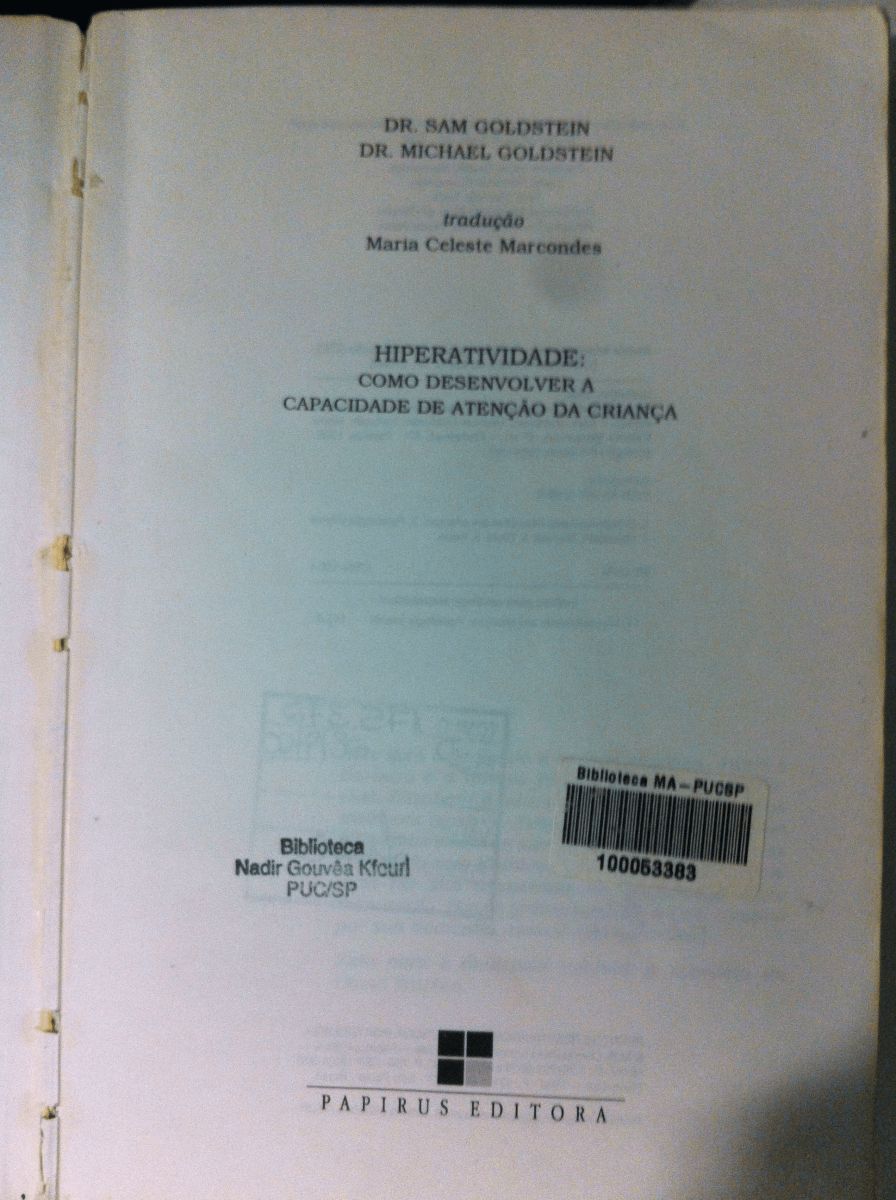 DR. SAM GOLDSTEIN
DR. MICHAEL GOLDSTEIN
tradução
Maria Celeste Marcondes
HIPERATIVIDADE:
COMO DESENVOLVER A
CAPACIDADE DE ATENÇÃO DA CRIANÇA
Biblioteca MA-PUCSP
100053383
Biblioteca
Nadir Gouvêa Kfouri
PUC/SP
PAPIRUS EDITORA